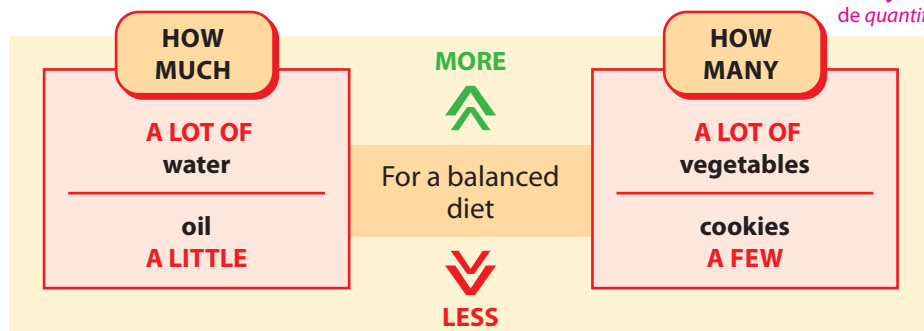 de quantif
HOW
MUCH
A LOT OF
water
oil
A LITTLE
MORE
For a balanced
diet
LESS
HOW
MANY
A LOT OF
vegetables
cookies
A FEW